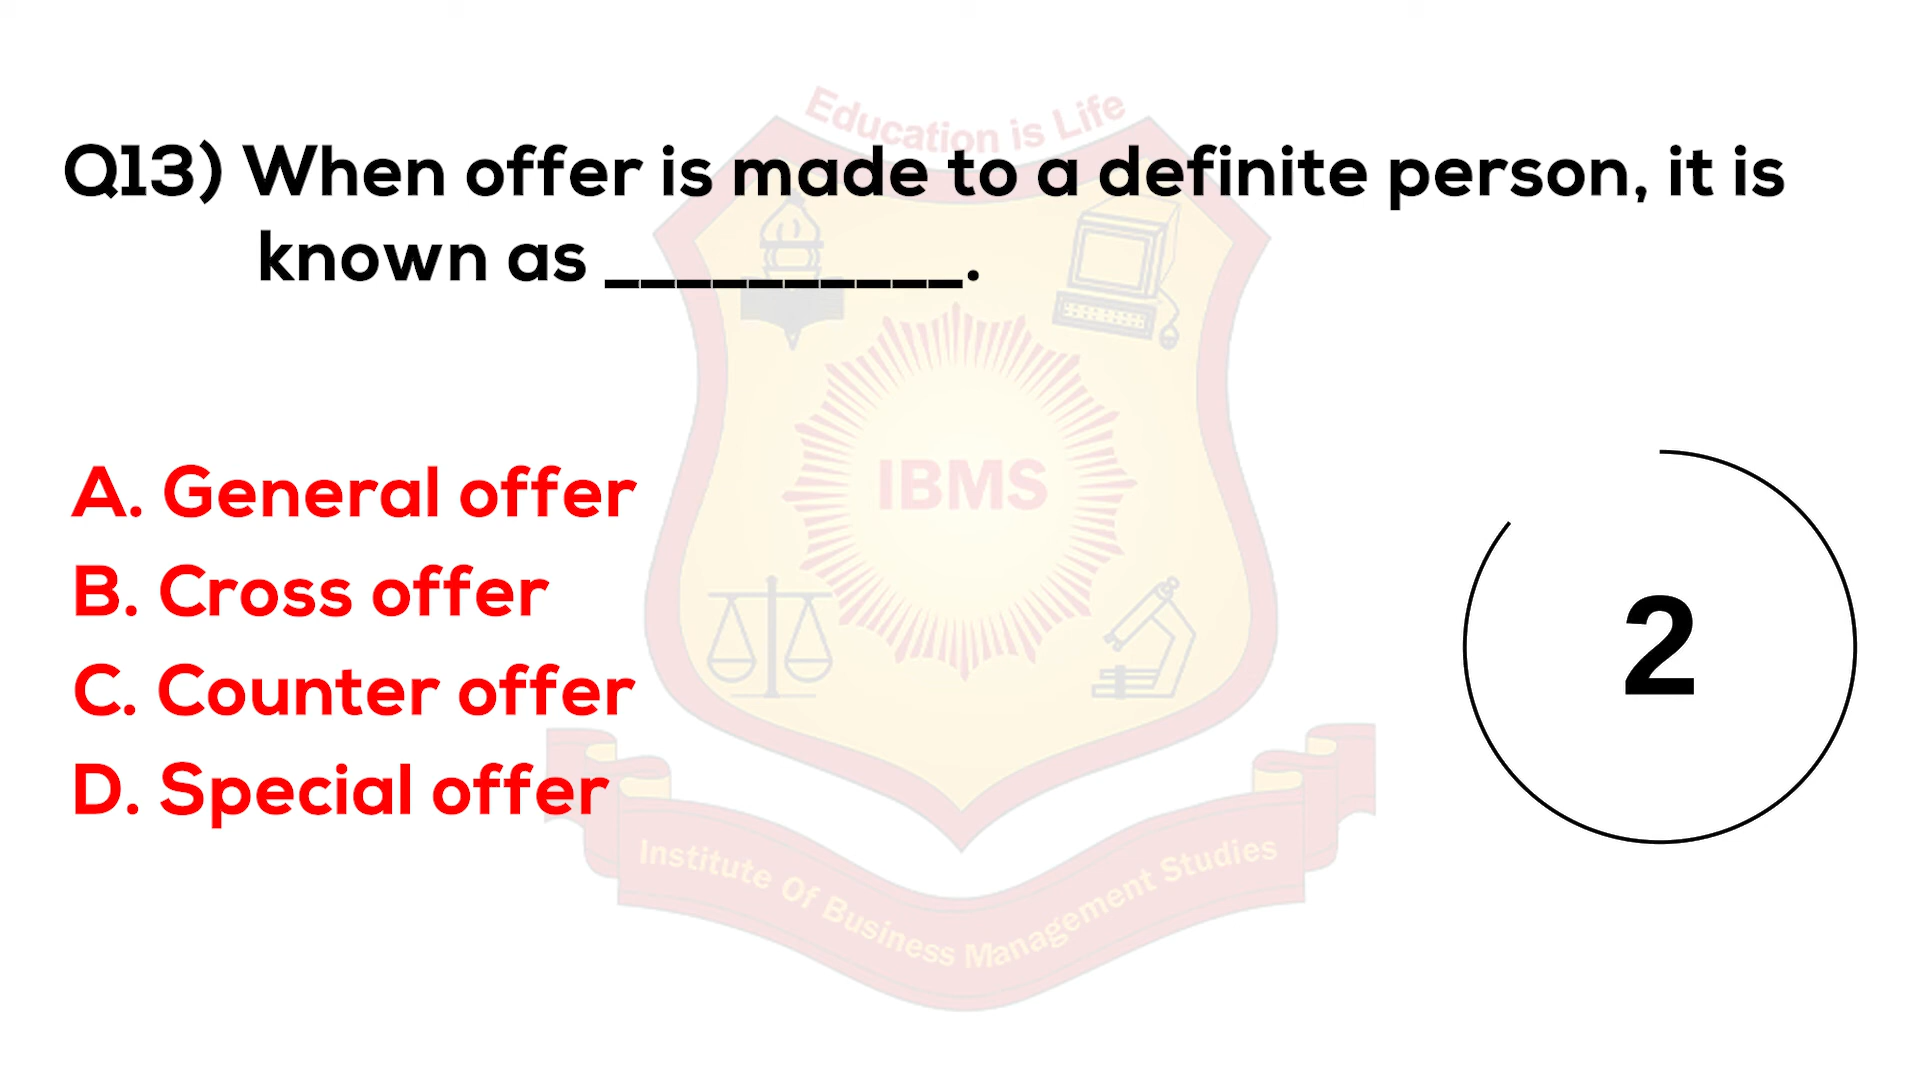 Education is Life
Q13) When offer is made to a definite person, it is
known as __________.
IBMS
A. General offer
B. Cross offer
C. Counter offer
D. Special offer
2
Institute Of Business Management Studies